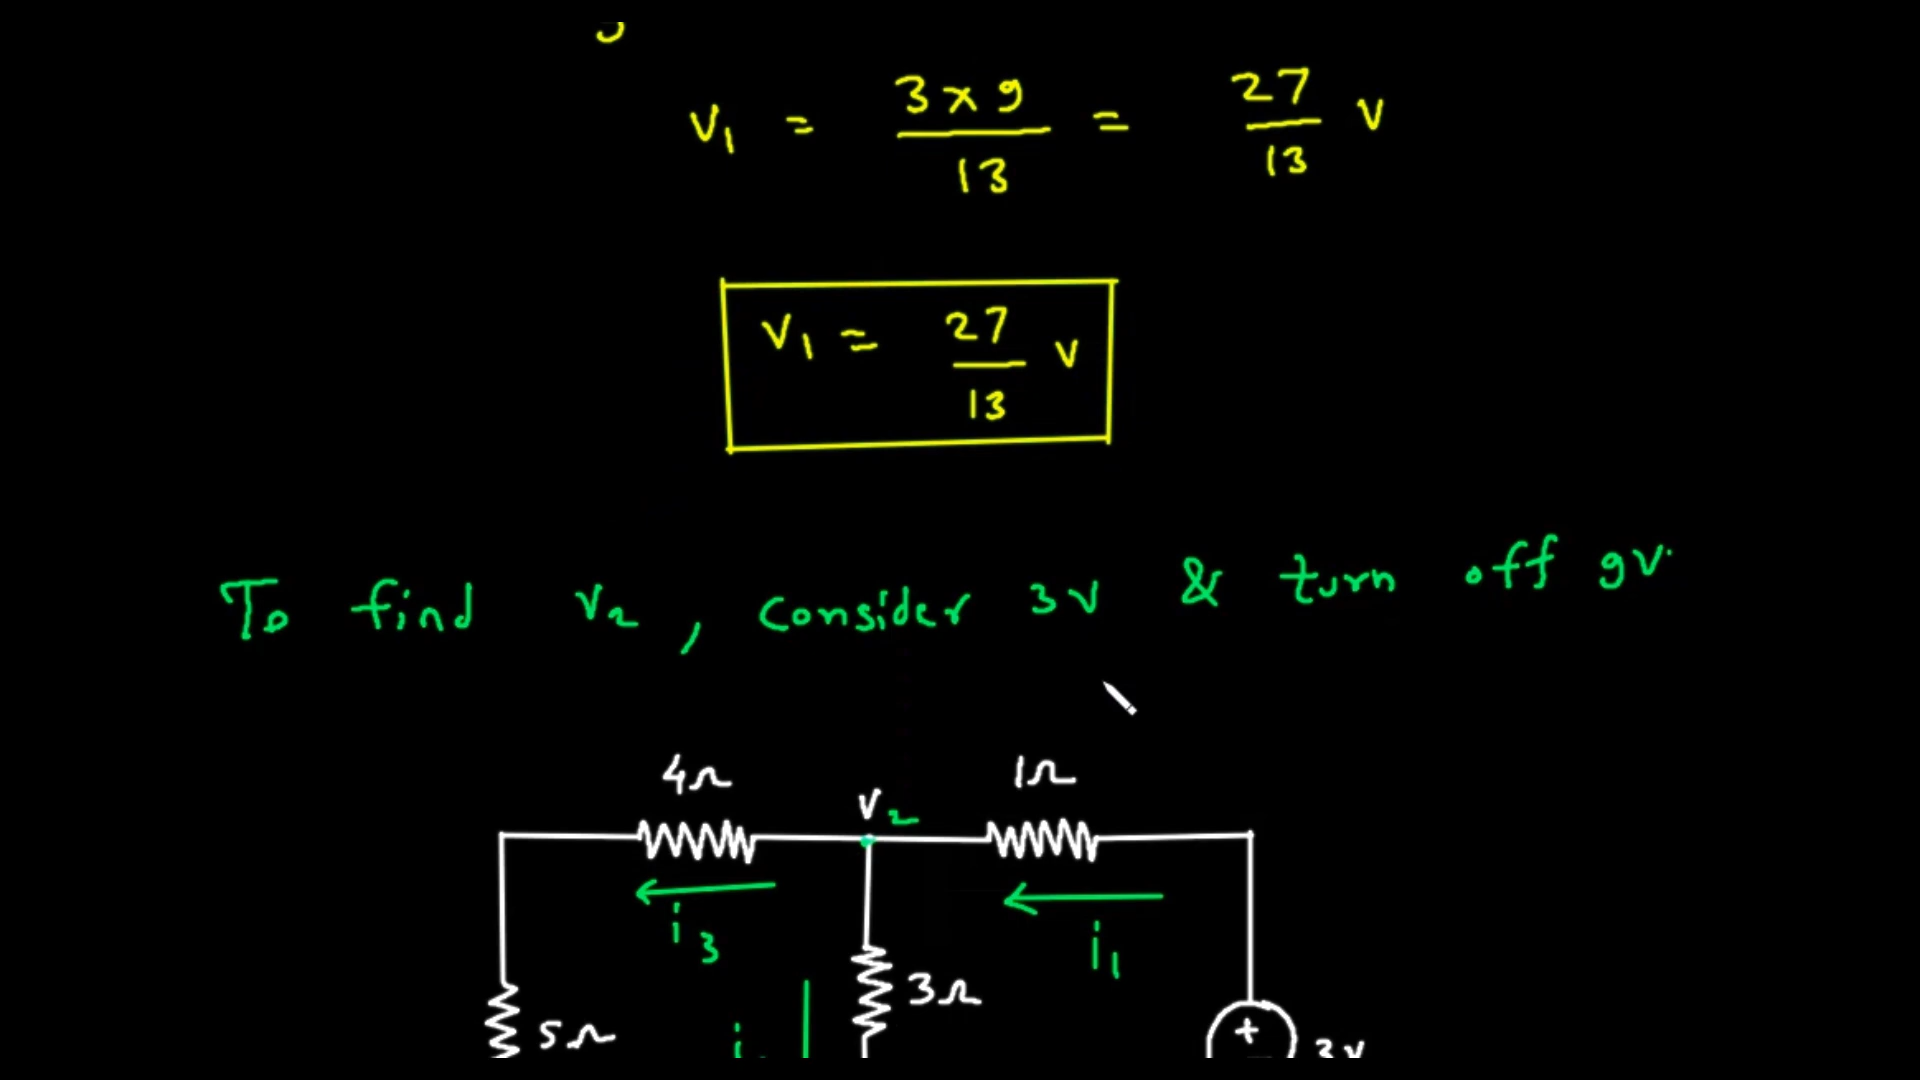 V1 = 3 x 9 / 13 = 27 / 13 V
V1 = 27 / 13 V
To find V2, Consider 3V & turn off 9V.
4Ω
1Ω
V2
i3
i1
3Ω
5Ω
i
+
3V